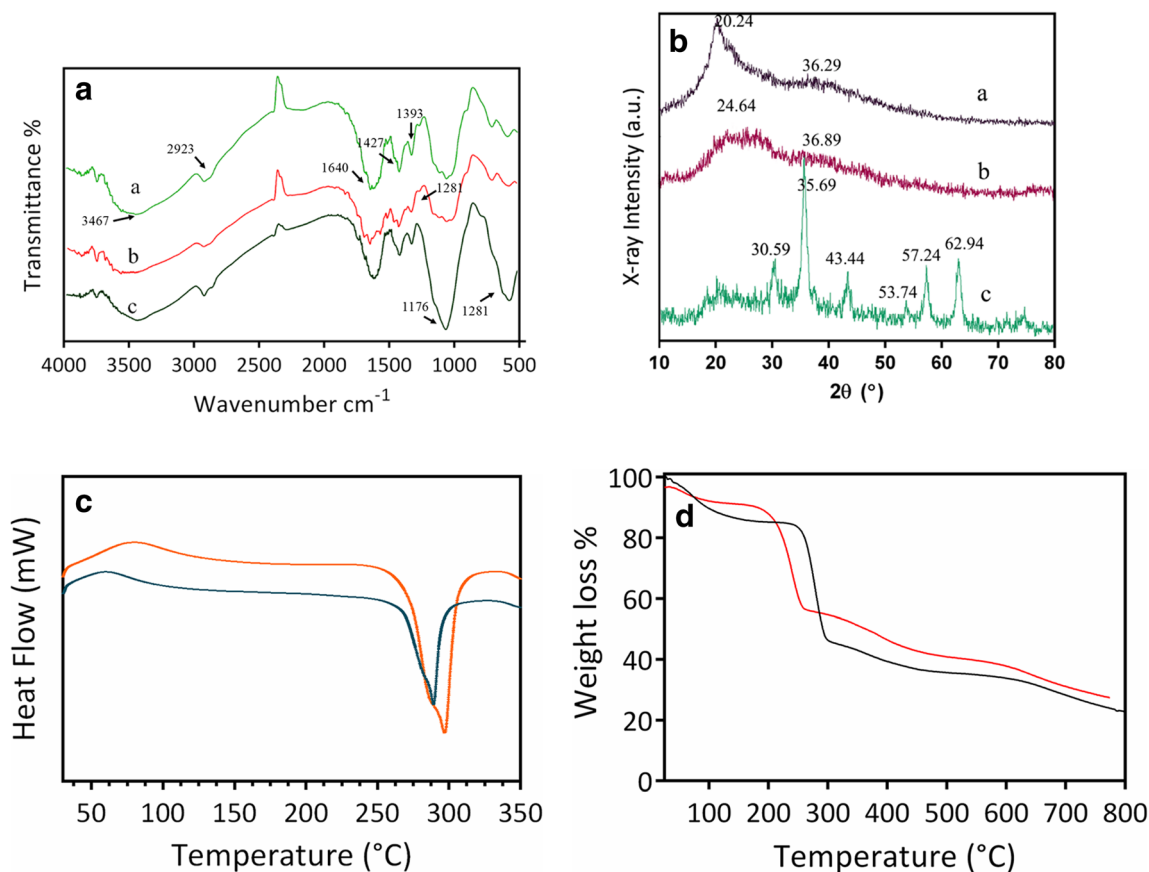 a
Transmittance %
2923
1427
1393
1640
1281
3467
a
b
c
1176
1281
4000 3500 3000 2500 2000 1500 1000 500
Wavenumber cm-1
b
X-ray Intensity (a.u.)
20.24
36.29
a
24.64
36.89
b
35.69
30.59
43.44
53.74
57.24
62.94
c
10 20 30 40 50 60 70 80
2θ (°)
c
Heat Flow (mW)
50 100 150 200 250 300 350
Temperature (°C)
d
Weight loss %
100
80
60
40
20
0
100 200 300 400 500 600 700 800
Temperature (°C)